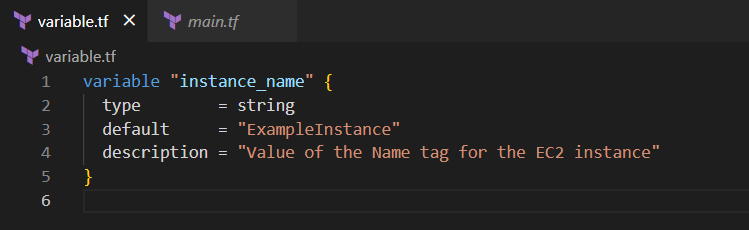 variable.tf ✕ main.tf
variable.tf
1 variable "instance_name" {
2   type        = string
3   default     = "ExampleInstance"
4   description = "Value of the Name tag for the EC2 instance"
5 }
6